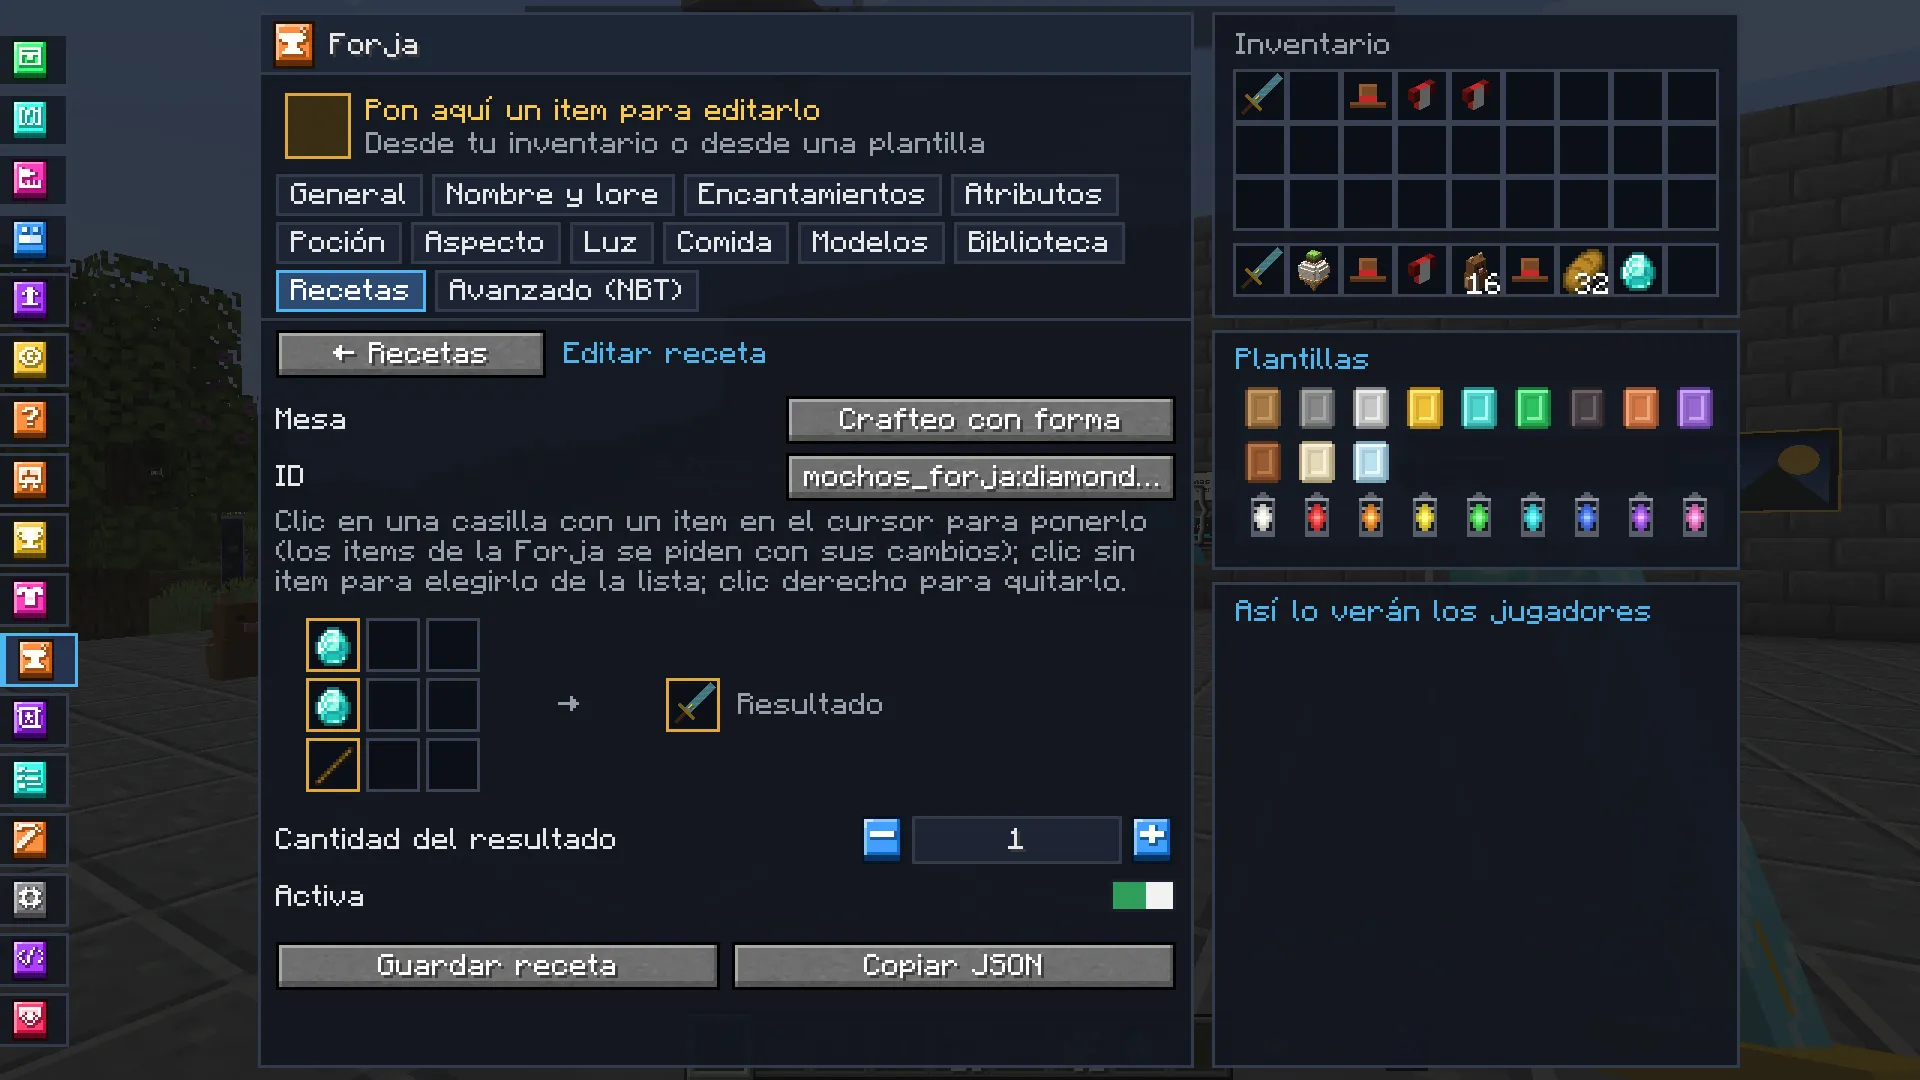 Forja
Pon aquí un item para editarlo
Desde tu inventario o desde una plantilla
General
Nombre y lore
Encantamientos
Atributos
Poción
Aspecto
Luz
Comida
Modelos
Biblioteca
Recetas
Avanzado (NBT)
← Recetas
Editar receta
Mesa
Crafteo con forma
ID
mochos_forja:diamond...
Clic en una casilla con un item en el cursor para ponerlo
(los items de la Forja se piden con sus cambios); clic sin
item para elegirlo de la lista; clic derecho para quitarlo.
→
Resultado
Cantidad del resultado
1
Activa
Guardar receta
Copiar JSON
Inventario
16
32
Plantillas
Así lo verán los jugadores